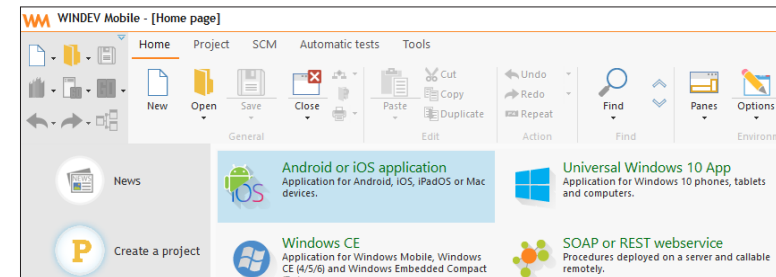 WINDEV Mobile - [Home page]
Home Project SCM Automatic tests Tools
New Open Save Close Paste Cut Copy Duplicate Undo Redo Repeat Find Panes Options
General Edit Action Find
NEWS
News
Android or iOS application
Application for Android, iOS, iPadOS or Mac
devices.
iOS
Universal Windows 10 App
Application for Windows 10 phones, tablets
and computers.
P
Create a project
Windows CE
Application for Windows Mobile, Windows
CE (4/5/6) and Windows Embedded Compact
SOAP or REST webservice
Procedures deployed on a server and callable
remotely.